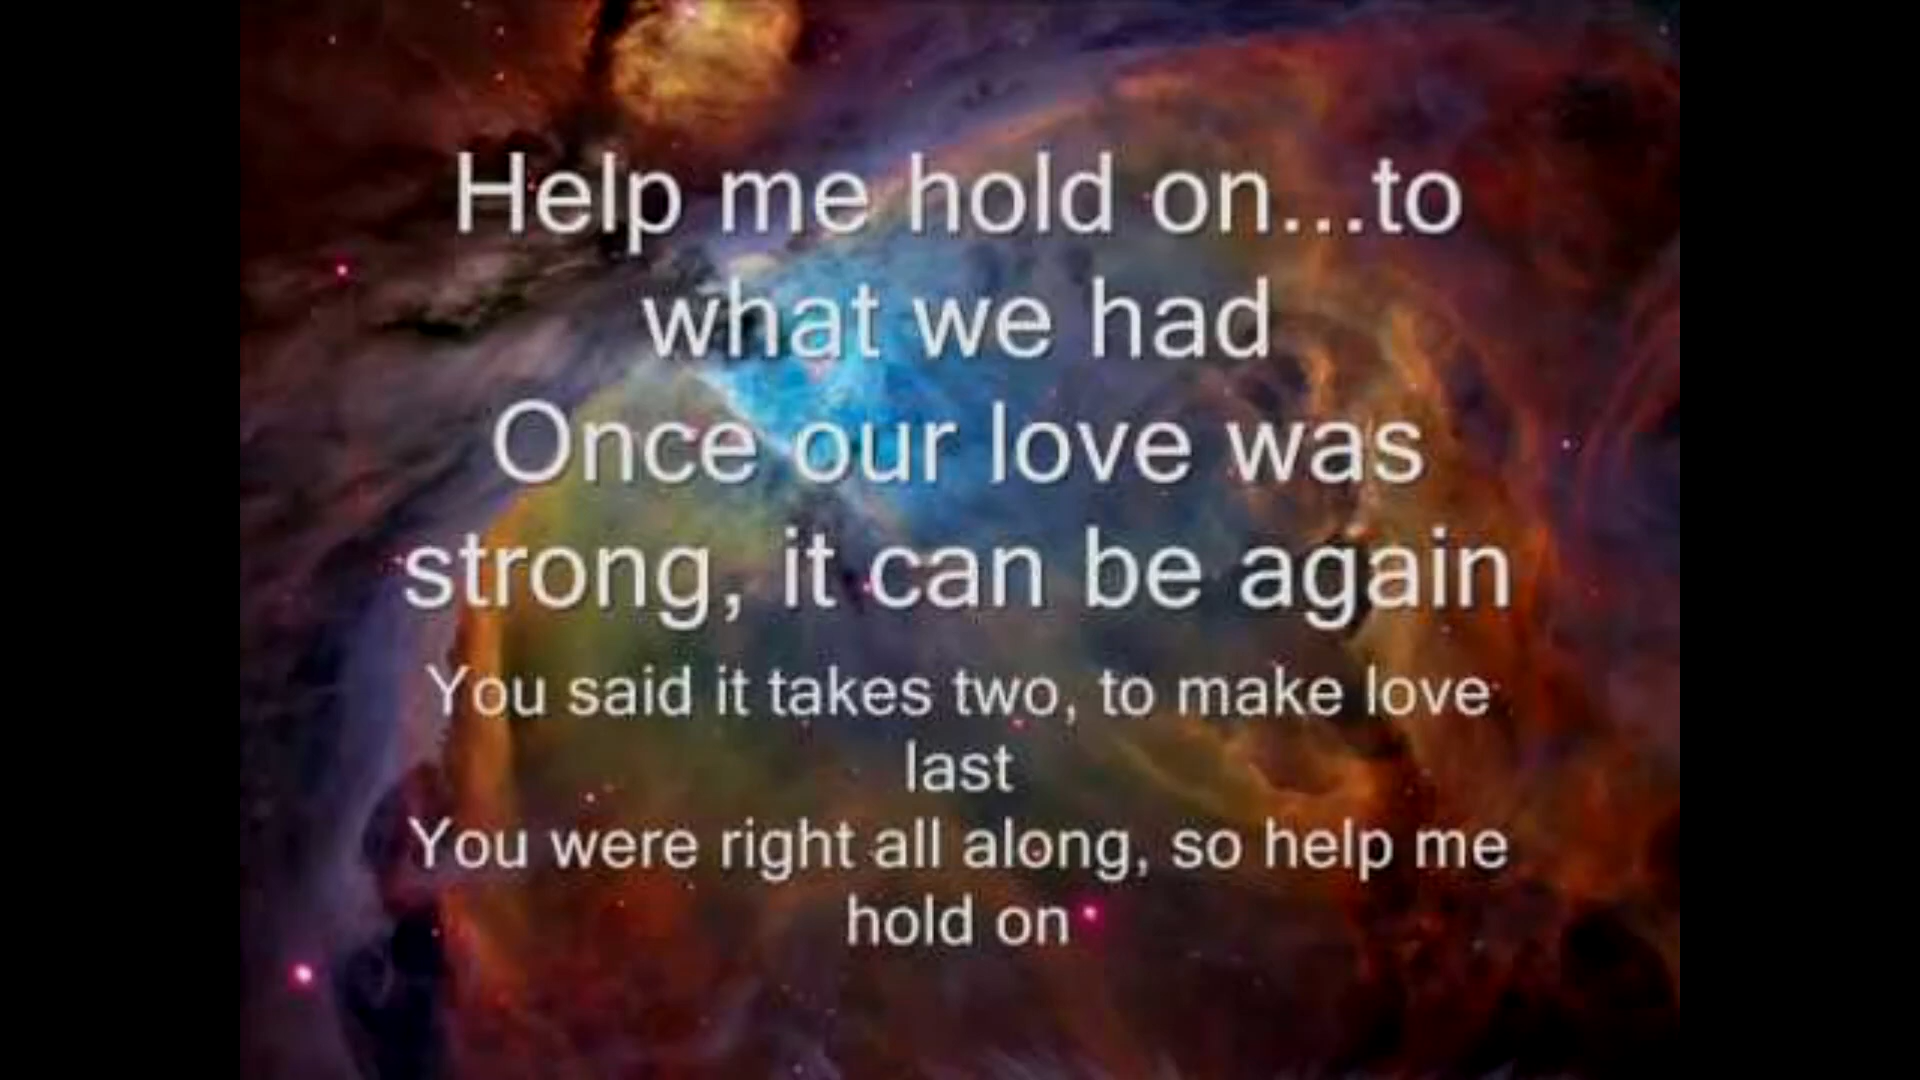 Help me hold on...to
what we had
Once our love was
strong, it can be again
You said it takes two, to make love
last
You were right all along, so help me
hold on